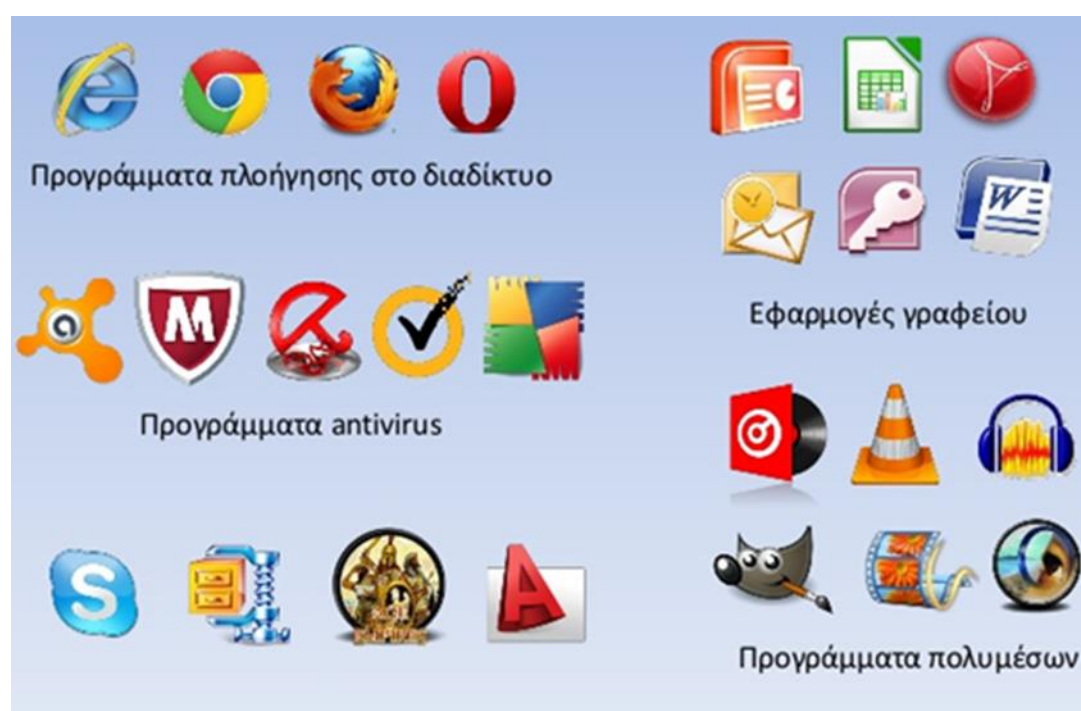 Προγράμματα πλοήγησης στο διαδίκτυο
Εφαρμογές γραφείου
Προγράμματα antivirus
Προγράμματα πολυμέσων